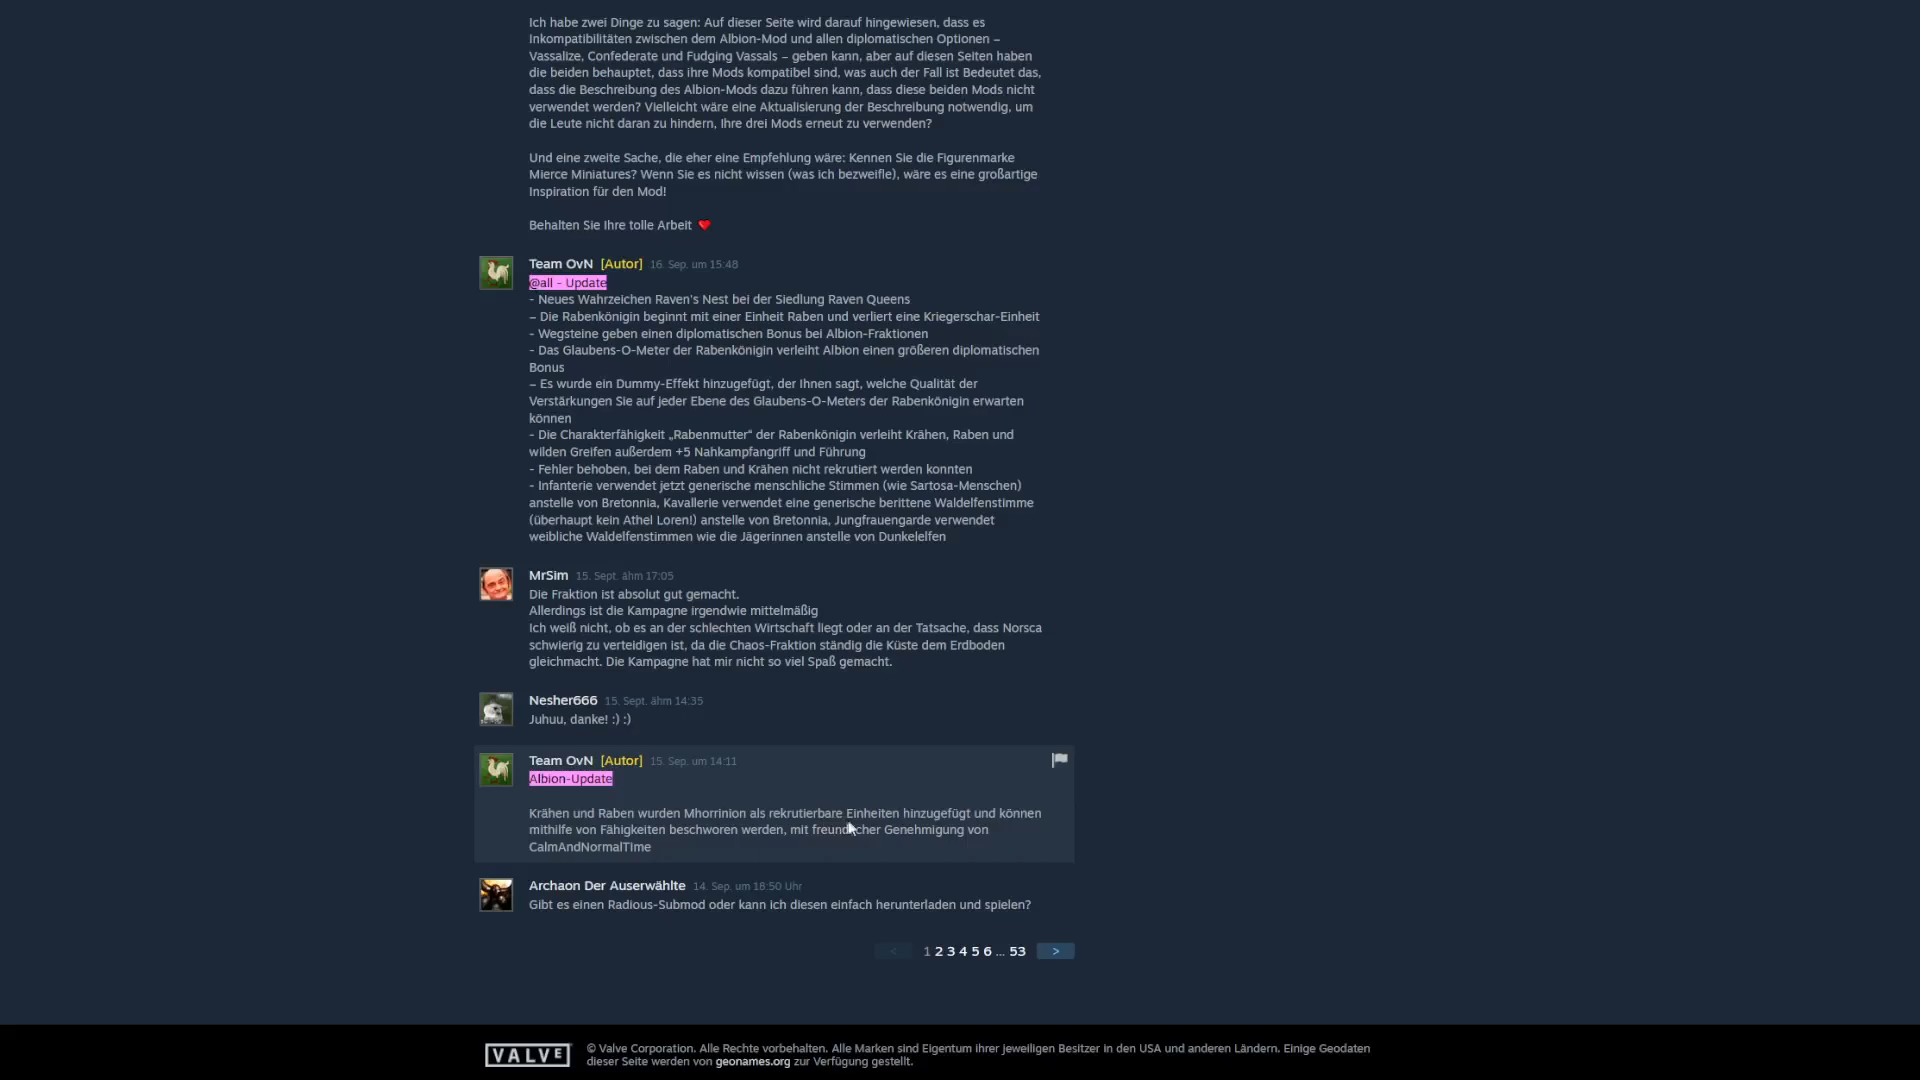 Ich habe zwei Dinge zu sagen: Auf dieser Seite wird darauf hingewiesen, dass es
Inkompatibilitäten zwischen dem Albion-Mod und allen diplomatischen Optionen –
Vassalize, Confederate und Fudging Vassals – geben kann, aber auf diesen Seiten haben
die beiden behauptet, dass ihre Mods kompatibel sind, was auch der Fall ist Bedeutet das,
dass die Beschreibung des Albion-Mods dazu führen kann, dass diese beiden Mods nicht
verwendet werden? Vielleicht wäre eine Aktualisierung der Beschreibung notwendig, um
die Leute nicht daran zu hindern, Ihre drei Mods erneut zu verwenden?
Und eine zweite Sache, die eher eine Empfehlung wäre: Kennen Sie die Figurenmarke
Mierce Miniatures? Wenn Sie es nicht wissen (was ich bezweifle), wäre es eine großartige
Inspiration für den Mod!
Behalten Sie Ihre tolle Arbeit ❤
Team OvN [Autor] 16. Sep. um 15:48
@all - Update
- Neues Wahrzeichen Raven's Nest bei der Siedlung Raven Queens
– Die Rabenkönigin beginnt mit einer Einheit Raben und verliert eine Kriegerschar-Einheit
- Wegsteine geben einen diplomatischen Bonus bei Albion-Fraktionen
- Das Glaubens-O-Meter der Rabenkönigin verleiht Albion einen größeren diplomatischen
Bonus
– Es wurde ein Dummy-Effekt hinzugefügt, der Ihnen sagt, welche Qualität der
Verstärkungen Sie auf jeder Ebene des Glaubens-O-Meters der Rabenkönigin erwarten
können
- Die Charakterfähigkeit „Rabenmutter“ der Rabenkönigin verleiht Krähen, Raben und
wilden Greifen außerdem +5 Nahkampfangriff und Führung
- Fehler behoben, bei dem Raben und Krähen nicht rekrutiert werden konnten
- Infanterie verwendet jetzt generische menschliche Stimmen (wie Sartosa-Menschen)
anstelle von Bretonnia, Kavallerie verwendet eine generische berittene Waldelfenstimme
(überhaupt kein Athel Loren!) anstelle von Bretonnia, Jungfrauengarde verwendet
weibliche Waldelfenstimmen wie die Jägerinnen anstelle von Dunkelelfen
MrSim 15. Sept. ähm 17:05
Die Fraktion ist absolut gut gemacht.
Allerdings ist die Kampagne irgendwie mittelmäßig
Ich weiß nicht, ob es an der schlechten Wirtschaft liegt oder an der Tatsache, dass Norsca
schwierig zu verteidigen ist, da die Chaos-Fraktion ständig die Küste dem Erdboden
gleichmacht. Die Kampagne hat mir nicht so viel Spaß gemacht.
Nesher666 15. Sept. ähm 14:35
Juhuu, danke! :) :)
Team OvN [Autor] 15. Sep. um 14:11
Albion-Update
Krähen und Raben wurden Mhorrinion als rekrutierbare Einheiten hinzugefügt und können
mithilfe von Fähigkeiten beschworen werden, mit freundlicher Genehmigung von
CalmAndNormalTime
Archaon Der Auserwählte 14. Sep. um 18:50 Uhr
Gibt es einen Radious-Submod oder kann ich diesen einfach herunterladen und spielen?
< 1 2 3 4 5 6 ... 53 >
VALVE
© Valve Corporation. Alle Rechte vorbehalten. Alle Marken sind Eigentum ihrer jeweiligen Besitzer in den USA und anderen Ländern. Einige Geodaten
dieser Seite werden von geonames.org zur Verfügung gestellt.